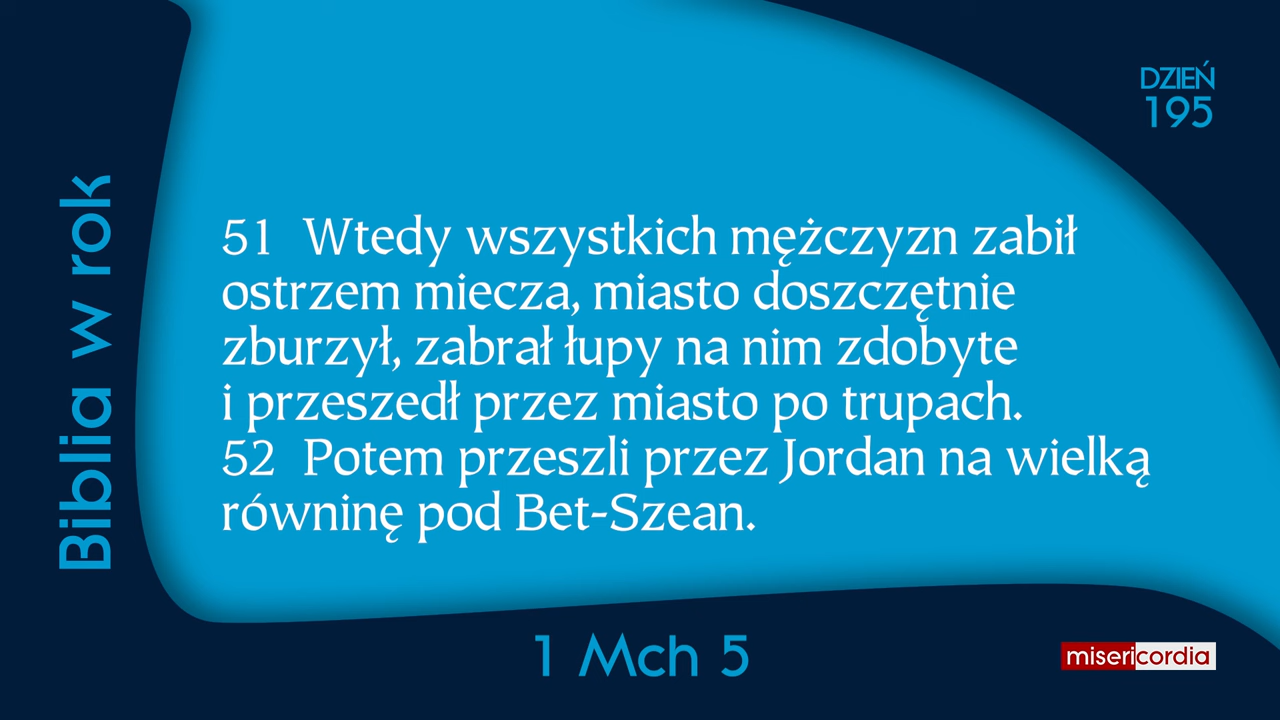 DZIEŃ
195
Biblia w rok
51 Wtedy wszystkich mężczyzn zabił
ostrzem miecza, miasto doszczętnie
zburzył, zabrał łupy na nim zdobyte
i przeszedł przez miasto po trupach.
52 Potem przeszli przez Jordan na wielką
równinę pod Bet-Szean.
1 Mch 5
misericordia